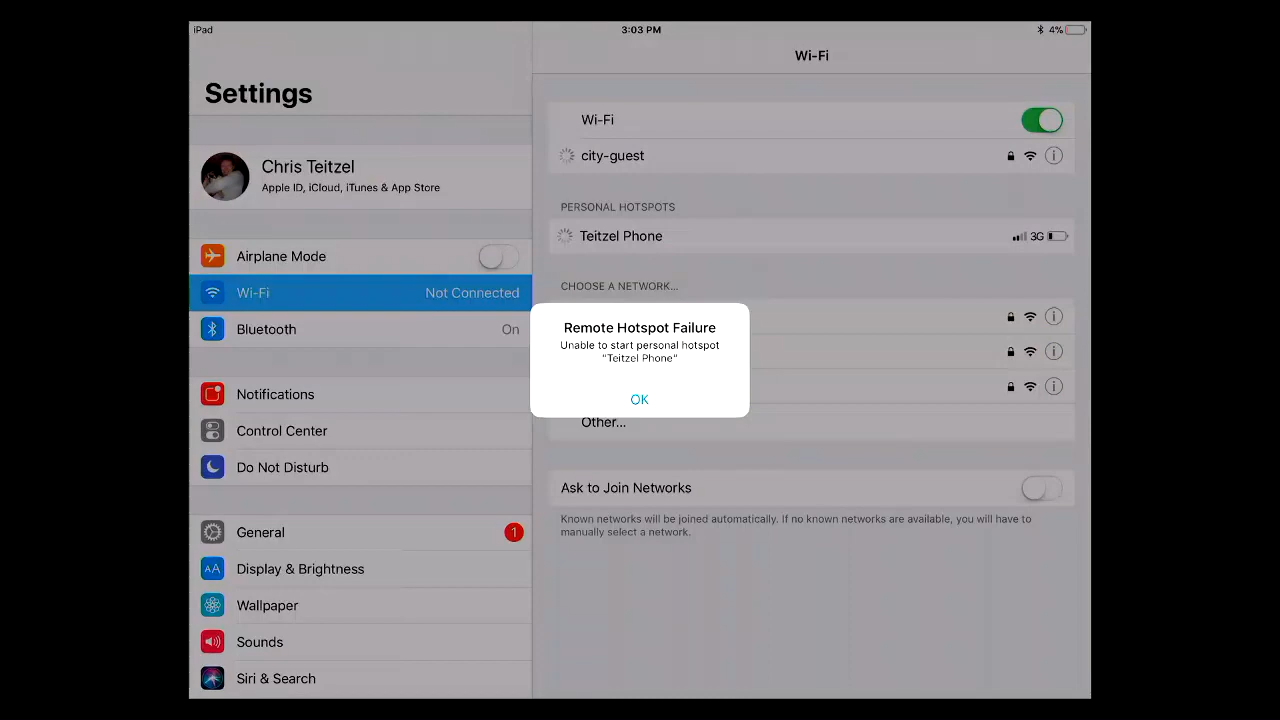 iPad
3:03 PM
4%
Settings
Wi-Fi
Chris Teitzel
Apple ID, iCloud, iTunes & App Store
Airplane Mode
Wi-Fi
Not Connected
Bluetooth
On
Notifications
Control Center
Do Not Disturb
General
1
AA
Display & Brightness
Wallpaper
Sounds
Siri & Search
Wi-Fi
city-guest
PERSONAL HOTSPOTS
Teitzel Phone
3G
CHOOSE A NETWORK...
Other...
Ask to Join Networks
Known networks will be joined automatically. If no known networks are available, you will have to
manually select a network.
Remote Hotspot Failure
Unable to start personal hotspot
“Teitzel Phone”
OK